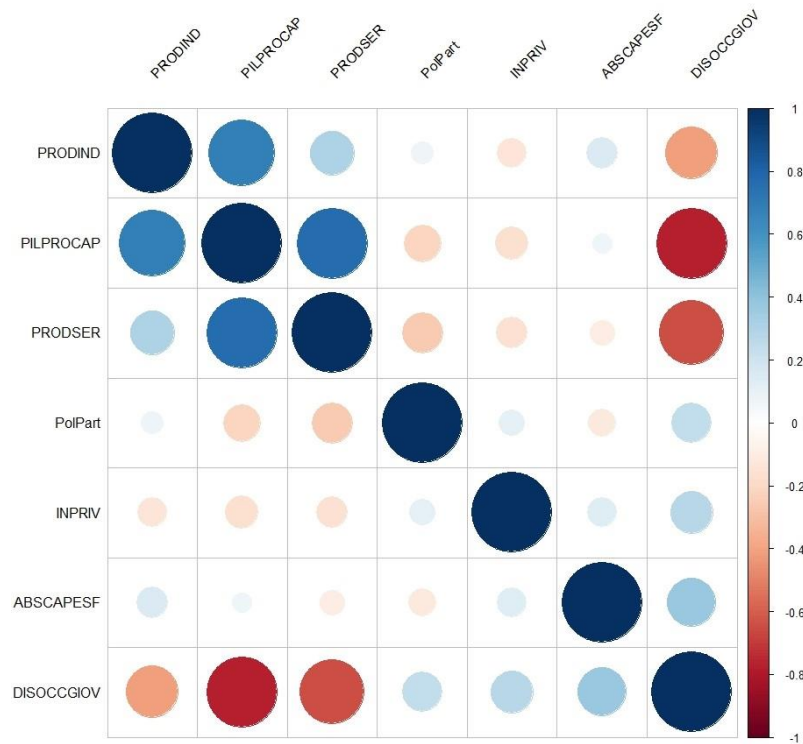 PRODIND
PILPROCAP
PRODSER
PolPart
INPRIV
ABSCAPESF
DISOCCGIOV
PRODIND
PILPROCAP
PRODSER
PolPart
INPRIV
ABSCAPESF
DISOCCGIOV
1
0.8
0.6
0.4
0.2
0
-0.2
-0.4
-0.6
-0.8
-1